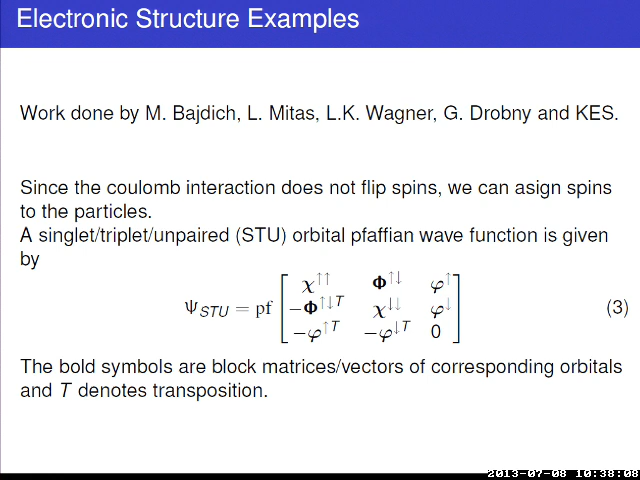 Electronic Structure Examples
Work done by M. Bajdich, L. Mitas, L.K. Wagner, G. Drobny and KES.
Since the coulomb interaction does not flip spins, we can asign spins
to the particles.
A singlet/triplet/unpaired (STU) orbital pfaffian wave function is given
by
χ↑↑ Φ↑↓ φ↑
Ψ_STU = pf [ −Φ↑↓T χ↓↓ φ↓ ] (3)
−φ↑T −φ↓T 0
The bold symbols are block matrices/vectors of corresponding orbitals
and T denotes transposition.
2013-07-08 10:38:08